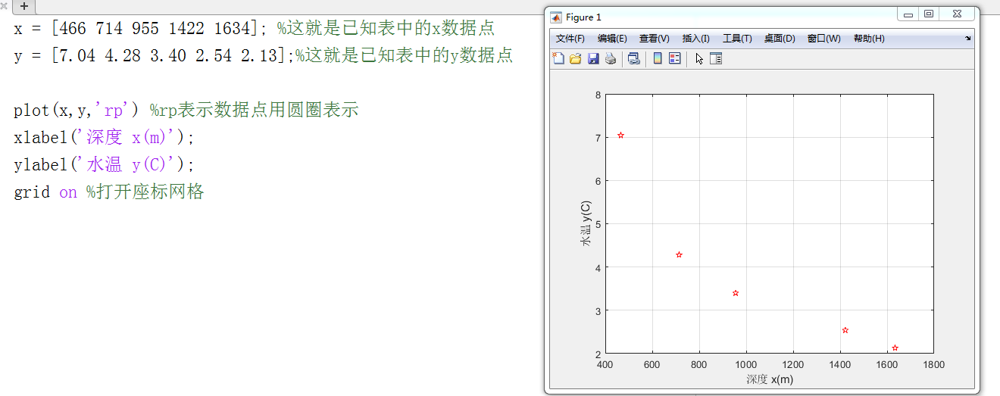 x = [466 714 955 1422 1634]; %这就是已知表中的x数据点
y = [7.04 4.28 3.40 2.54 2.13];%这就是已知表中的y数据点
plot(x,y,'rp') %rp表示数据点用圆圈表示
xlabel('深度 x(m)');
ylabel('水温 y(C)');
grid on %打开座标网格
Figure 1
文件(F) 编辑(E) 查看(V) 插入(I) 工具(T) 桌面(D) 窗口(W) 帮助(H)
8
7
6
5
4
3
2
水温 y(C)
400 600 800 1000 1200 1400 1600 1800
深度 x(m)